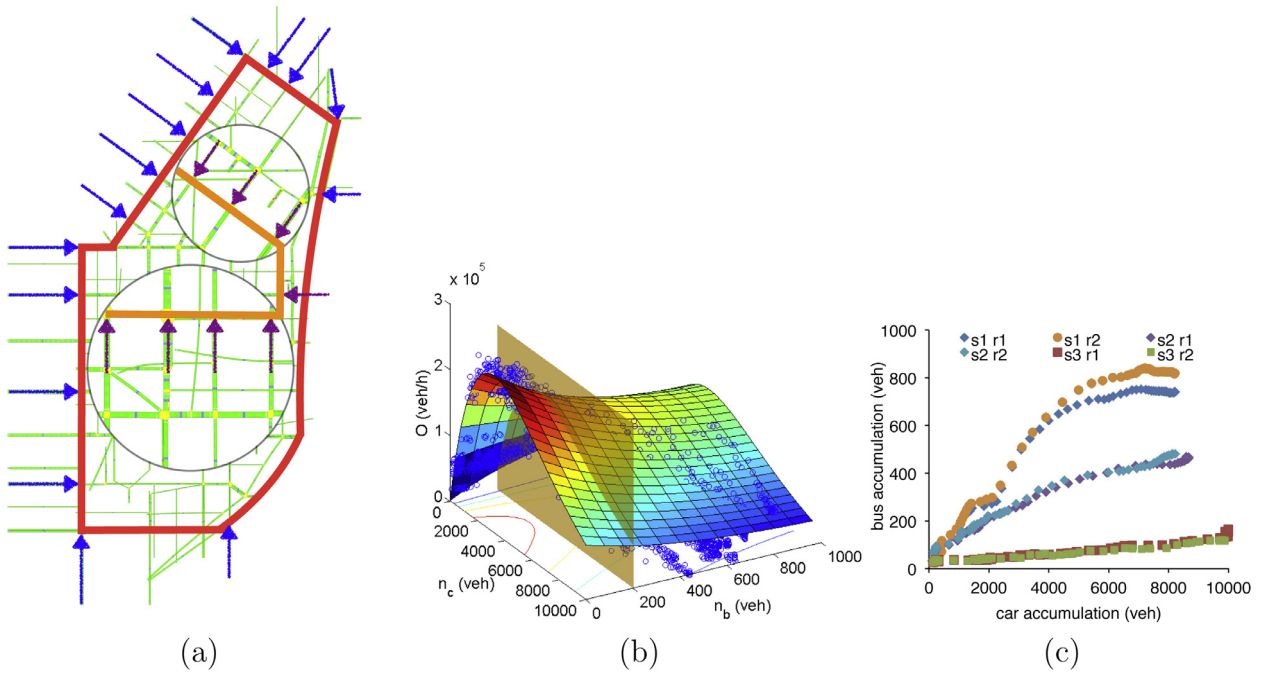 x 10^5
3
2
1
0
O (veh/h)
0
2000
4000
6000
8000
10000
n_c (veh)
0
200
400
600
800
1000
n_b (veh)
1000
800
600
400
200
0
bus accumulation (veh)
s1 r1 s1 r2 s2 r1
s2 r2 s3 r1 s3 r2
0 2000 4000 6000 8000 10000
car accumulation (veh)
(a) (b) (c)